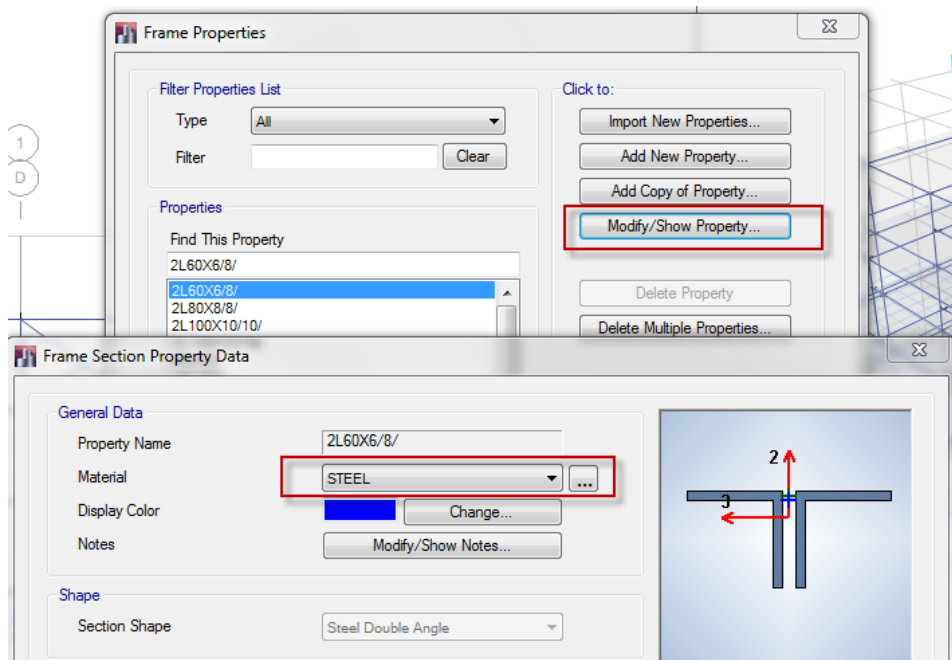 Frame Properties
1
D
Filter Properties List
Type
All
Filter
Clear
Properties
Find This Property
2L60X6/8/
2L60X6/8/
2L80X8/8/
2L100X10/10/
Click to:
Import New Properties...
Add New Property...
Add Copy of Property...
Modify/Show Property...
Delete Property
Delete Multiple Properties...
Frame Section Property Data
General Data
Property Name
2L60X6/8/
Material
STEEL
...
Display Color
Change...
Notes
Modify/Show Notes...
Shape
Section Shape
Steel Double Angle
2
3